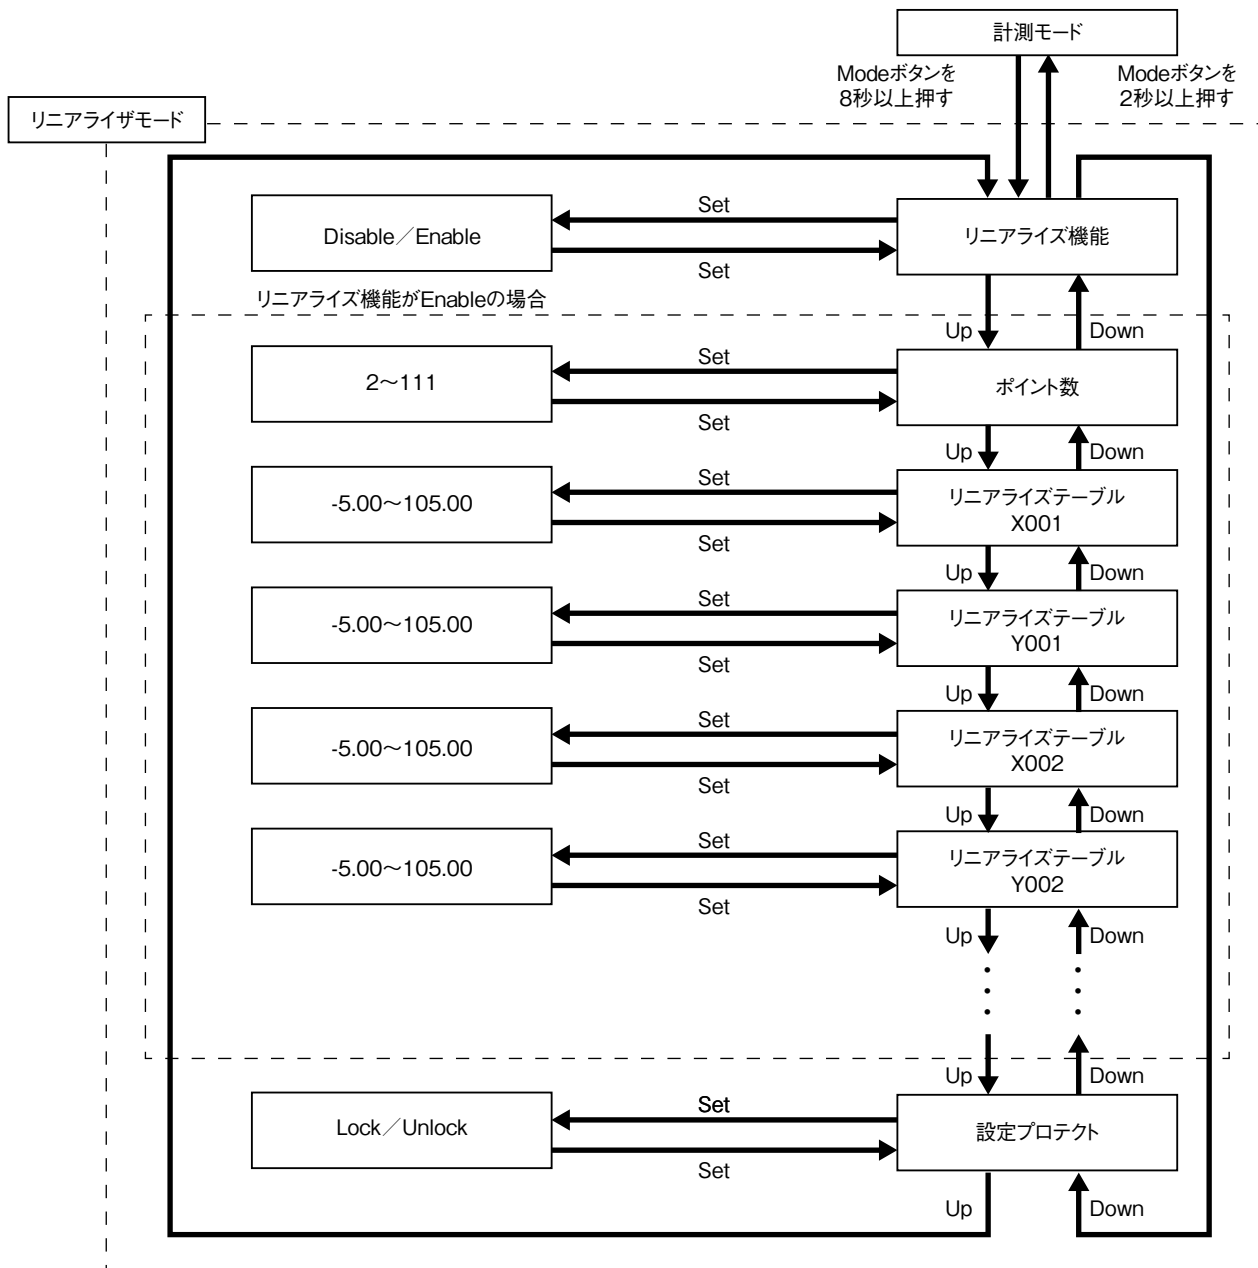 計測モード
Modeボタンを
8秒以上押す
Modeボタンを
2秒以上押す
リニアライザモード
Disable／Enable
Set
Set
リニアライズ機能
リニアライズ機能がEnableの場合
Up
Down
2～111
Set
Set
ポイント数
Up
Down
-5.00～105.00
Set
Set
リニアライズテーブル
X001
Up
Down
-5.00～105.00
Set
Set
リニアライズテーブル
Y001
Up
Down
-5.00～105.00
Set
Set
リニアライズテーブル
X002
Up
Down
-5.00～105.00
Set
Set
リニアライズテーブル
Y002
Up
Down
Up
Down
Lock／Unlock
Set
Set
設定プロテクト
Up
Down